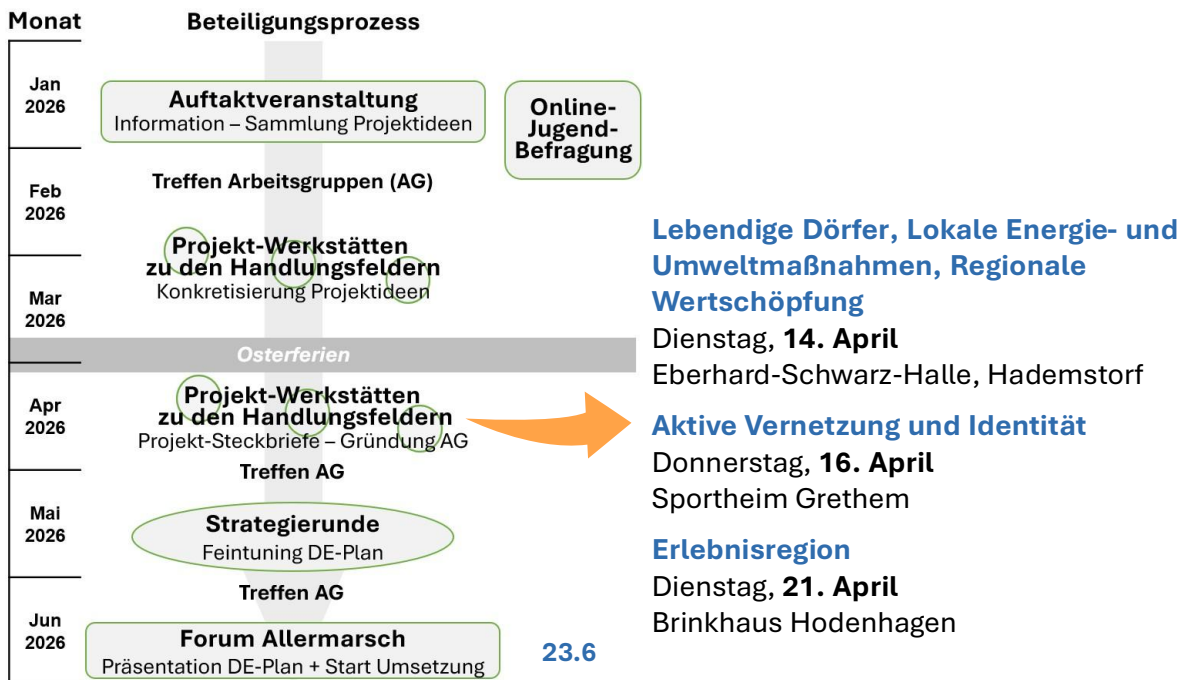 Monat
Beteiligungsprozess
Jan
2026
Auftaktveranstaltung
Information – Sammlung Projektideen
Online-
Jugend-
Befragung
Feb
2026
Treffen Arbeitsgruppen (AG)
Projekt-Werkstätten
zu den Handlungsfeldern
Konkretisierung Projektideen
Mar
2026
Osterferien
Apr
2026
Projekt-Werkstätten
zu den Handlungsfeldern
Projekt-Steckbriefe – Gründung AG
Treffen AG
Mai
2026
Strategierunde
Feintuning DE-Plan
Treffen AG
Jun
2026
Forum Allermarsch
Präsentation DE-Plan + Start Umsetzung
23.6
Lebendige Dörfer, Lokale Energie- und
Umweltmaßnahmen, Regionale
Wertschöpfung
Dienstag, 14. April
Eberhard-Schwarz-Halle, Hademstorf
Aktive Vernetzung und Identität
Donnerstag, 16. April
Sportheim Grethem
Erlebnisregion
Dienstag, 21. April
Brinkhaus Hodenhagen